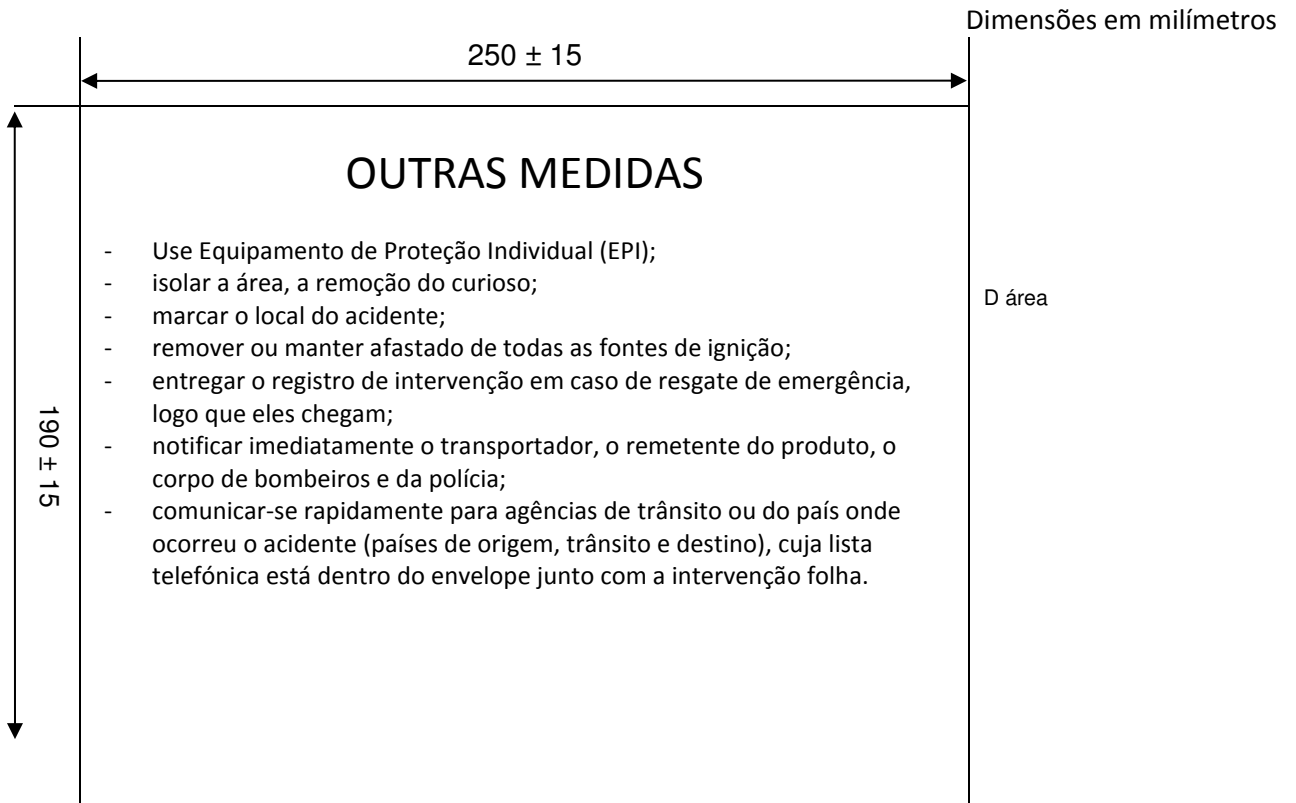 Dimensões em milímetros
250 ± 15
OUTRAS MEDIDAS
- Use Equipamento de Proteção Individual (EPI);
- isolar a área, a remoção do curioso;
- marcar o local do acidente;
- remover ou manter afastado de todas as fontes de ignição;
- entregar o registro de intervenção em caso de resgate de emergência,
logo que eles chegam;
- notificar imediatamente o transportador, o remetente do produto, o
corpo de bombeiros e da polícia;
- comunicar-se rapidamente para agências de trânsito ou do país onde
ocorreu o acidente (países de origem, trânsito e destino), cuja lista
telefónica está dentro do envelope junto com a intervenção folha.
D área
190 ± 15